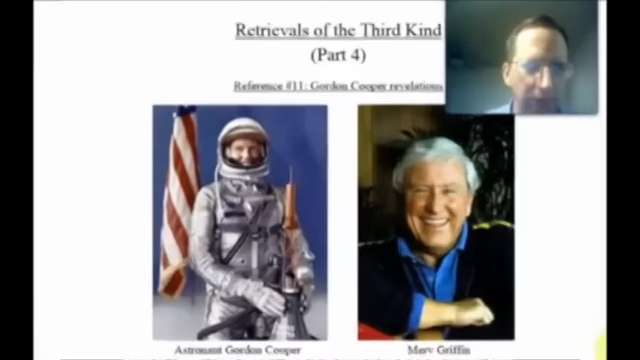 Retrievals of the Third Kind
(Part 4)
Reference #11: Gordon Cooper revelations
Astronaut Gordon Cooper
Merv Griffin